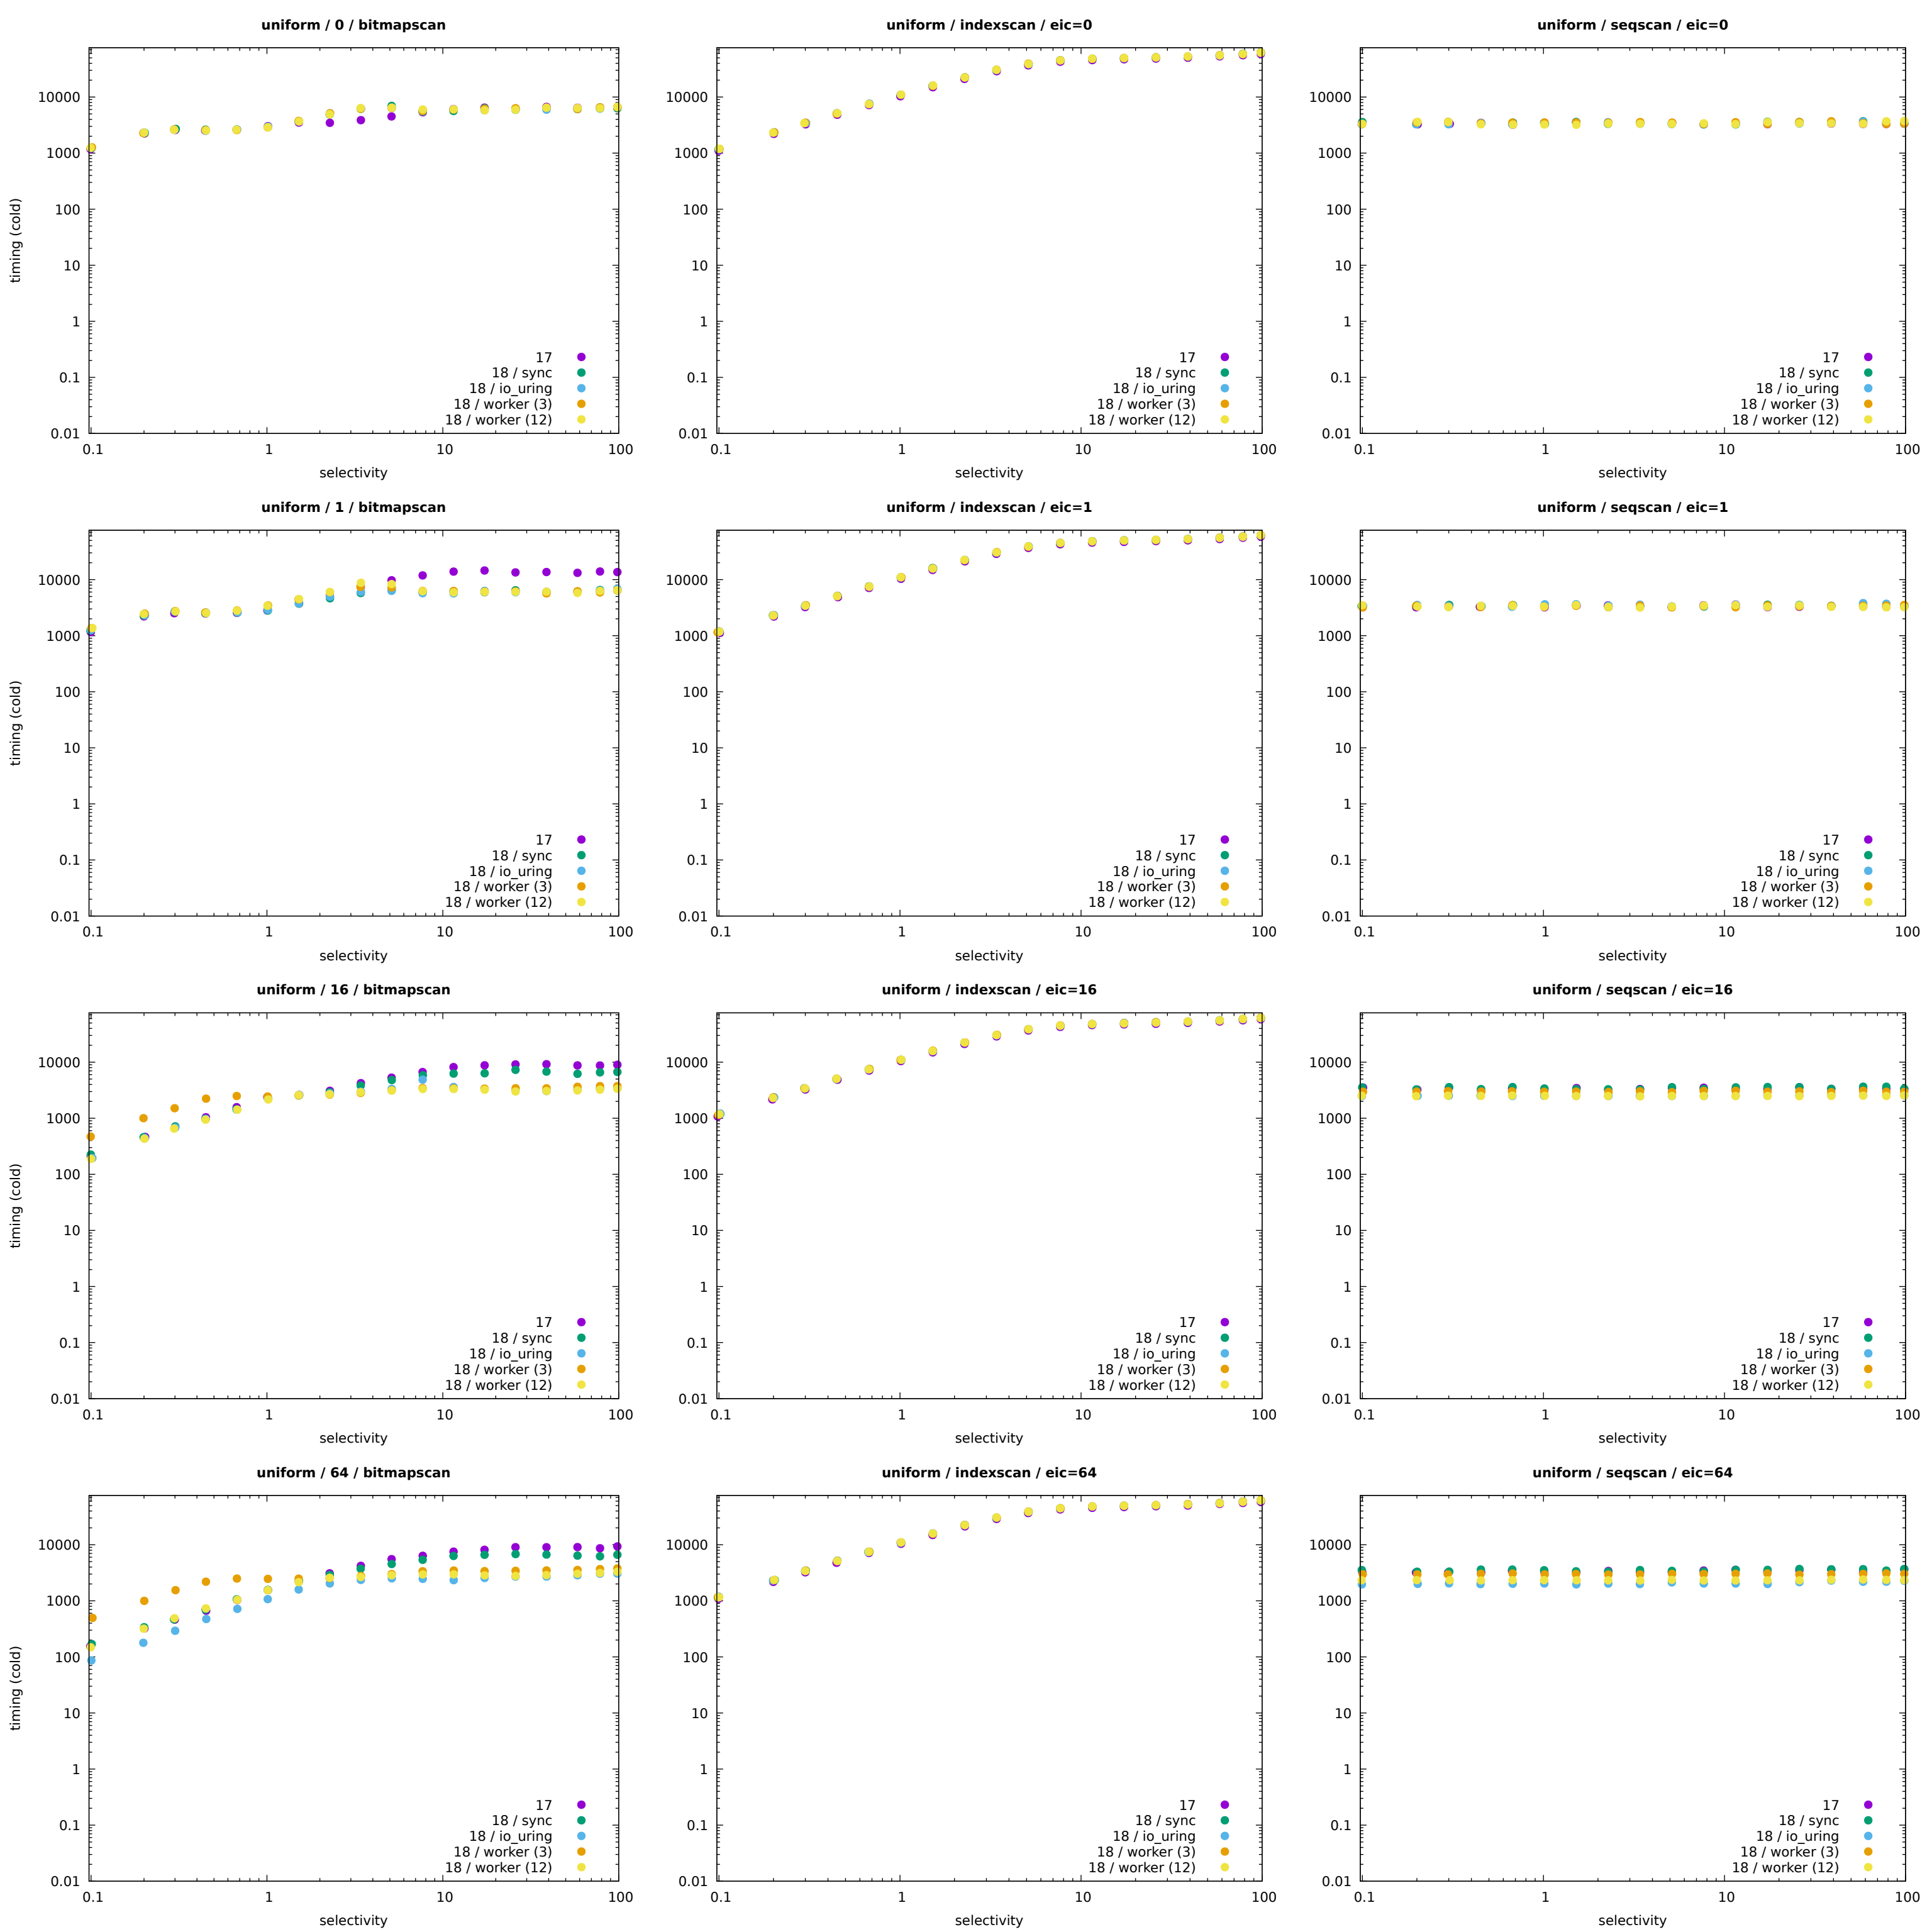 uniform / 0 / bitmapscan
timing (cold)
10000
1000
100
10
1
0.1
0.01
17
18 / sync
18 / io_uring
18 / worker (3)
18 / worker (12)
0.1 1 10 100
selectivity
uniform / indexscan / eic=0
10000
1000
100
10
1
0.1
0.01
17
18 / sync
18 / io_uring
18 / worker (3)
18 / worker (12)
0.1 1 10 100
selectivity
uniform / seqscan / eic=0
10000
1000
100
10
1
0.1
0.01
17
18 / sync
18 / io_uring
18 / worker (3)
18 / worker (12)
0.1 1 10 100
selectivity
uniform / 1 / bitmapscan
timing (cold)
10000
1000
100
10
1
0.1
0.01
17
18 / sync
18 / io_uring
18 / worker (3)
18 / worker (12)
0.1 1 10 100
selectivity
uniform / indexscan / eic=1
10000
1000
100
10
1
0.1
0.01
17
18 / sync
18 / io_uring
18 / worker (3)
18 / worker (12)
0.1 1 10 100
selectivity
uniform / seqscan / eic=1
10000
1000
100
10
1
0.1
0.01
17
18 / sync
18 / io_uring
18 / worker (3)
18 / worker (12)
0.1 1 10 100
selectivity
uniform / 16 / bitmapscan
timing (cold)
10000
1000
100
10
1
0.1
0.01
17
18 / sync
18 / io_uring
18 / worker (3)
18 / worker (12)
0.1 1 10 100
selectivity
uniform / indexscan / eic=16
10000
1000
100
10
1
0.1
0.01
17
18 / sync
18 / io_uring
18 / worker (3)
18 / worker (12)
0.1 1 10 100
selectivity
uniform / seqscan / eic=16
10000
1000
100
10
1
0.1
0.01
17
18 / sync
18 / io_uring
18 / worker (3)
18 / worker (12)
0.1 1 10 100
selectivity
uniform / 64 / bitmapscan
timing (cold)
10000
1000
100
10
1
0.1
0.01
17
18 / sync
18 / io_uring
18 / worker (3)
18 / worker (12)
0.1 1 10 100
selectivity
uniform / indexscan / eic=64
10000
1000
100
10
1
0.1
0.01
17
18 / sync
18 / io_uring
18 / worker (3)
18 / worker (12)
0.1 1 10 100
selectivity
uniform / seqscan / eic=64
10000
1000
100
10
1
0.1
0.01
17
18 / sync
18 / io_uring
18 / worker (3)
18 / worker (12)
0.1 1 10 100
selectivity